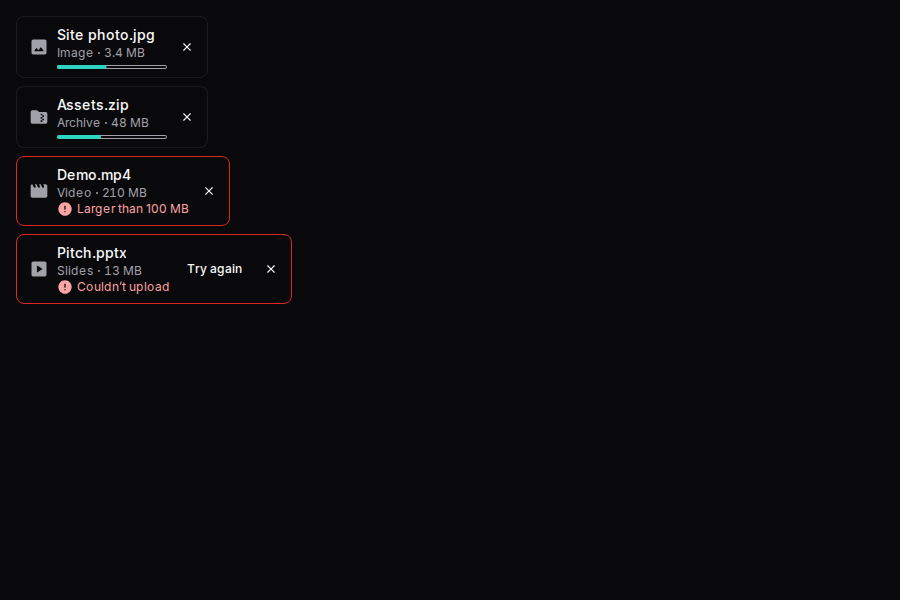 Site photo.jpg
Image · 3.4 MB
Assets.zip
Archive · 48 MB
Demo.mp4
Video · 210 MB
Larger than 100 MB
Pitch.pptx
Slides · 13 MB
Couldn’t upload
Try again